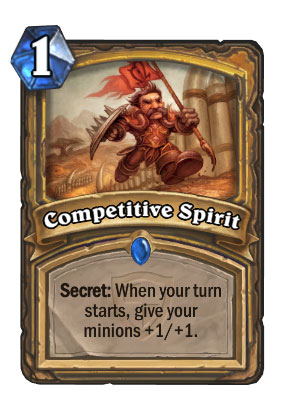 1
Competitive Spirit
Secret: When your turn
starts, give your
minions +1/+1.